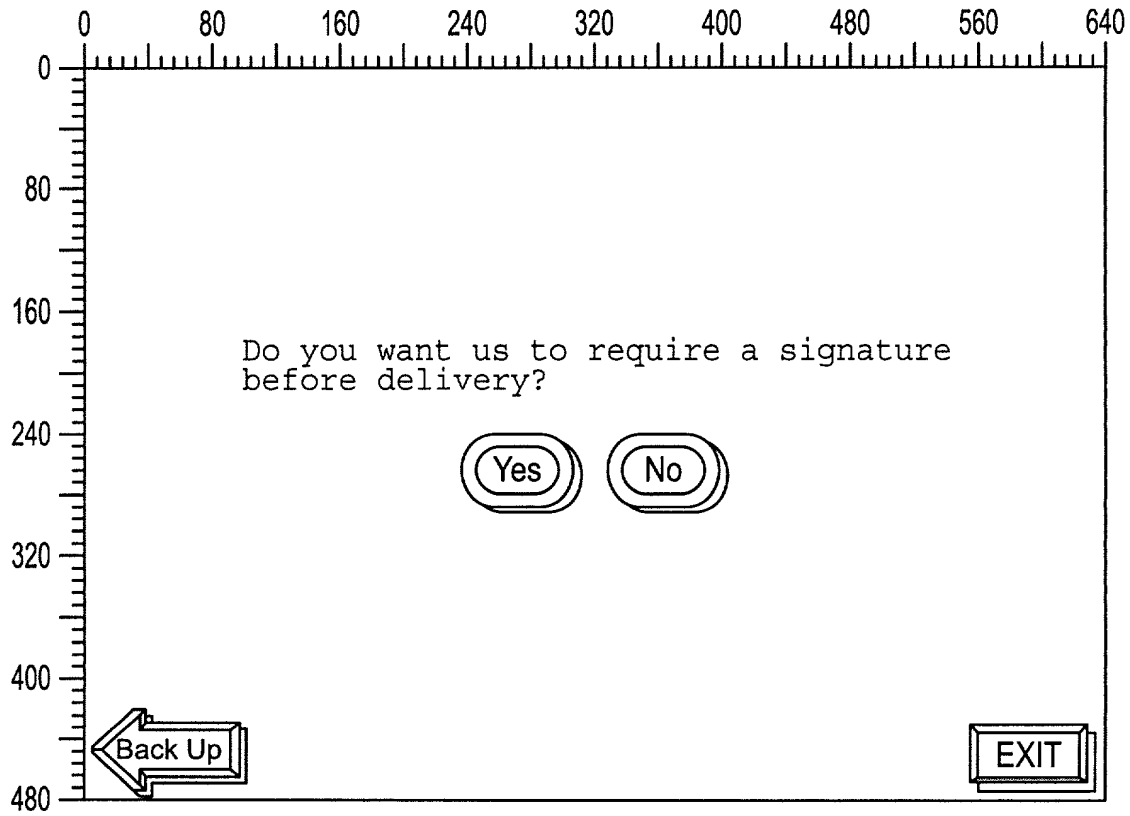 0 80 160 240 320 400 480 560 640
0
80
160
Do you want us to require a signature
before delivery?
240
Yes No
320
400
Back Up EXIT
480